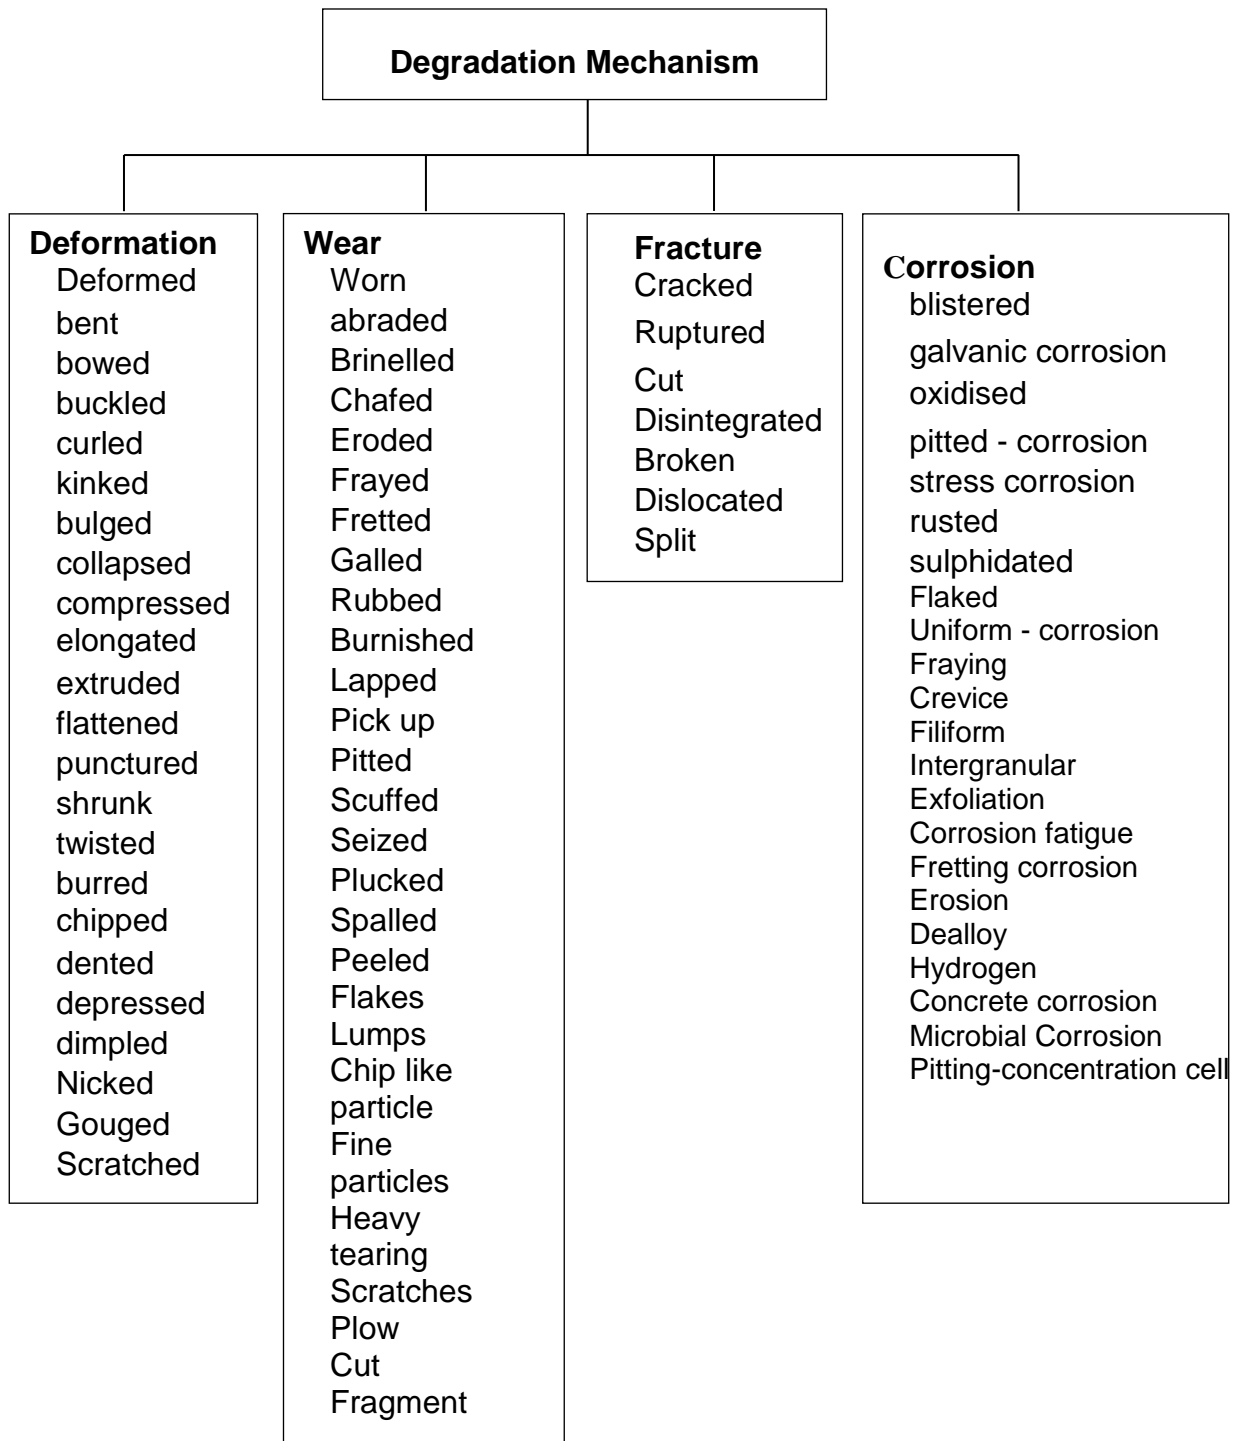 Degradation Mechanism
Deformation
Deformed
bent
bowed
buckled
curled
kinked
bulged
collapsed
compressed
elongated
extruded
flattened
punctured
shrunk
twisted
burred
chipped
dented
depressed
dimpled
Nicked
Gouged
Scratched
Wear
Worn
abraded
Brinelled
Chafed
Eroded
Frayed
Fretted
Galled
Rubbed
Burnished
Lapped
Pick up
Pitted
Scuffed
Seized
Plucked
Spalled
Peeled
Flakes
Lumps
Chip like
particle
Fine
particles
Heavy
tearing
Scratches
Plow
Cut
Fragment
Fracture
Cracked
Ruptured
Cut
Disintegrated
Broken
Dislocated
Split
Corrosion
blistered
galvanic corrosion
oxidised
pitted - corrosion
stress corrosion
rusted
sulphidated
Flaked
Uniform - corrosion
Fraying
Crevice
Filiform
Intergranular
Exfoliation
Corrosion fatigue
Fretting corrosion
Erosion
Dealloy
Hydrogen
Concrete corrosion
Microbial Corrosion
Pitting-concentration cell